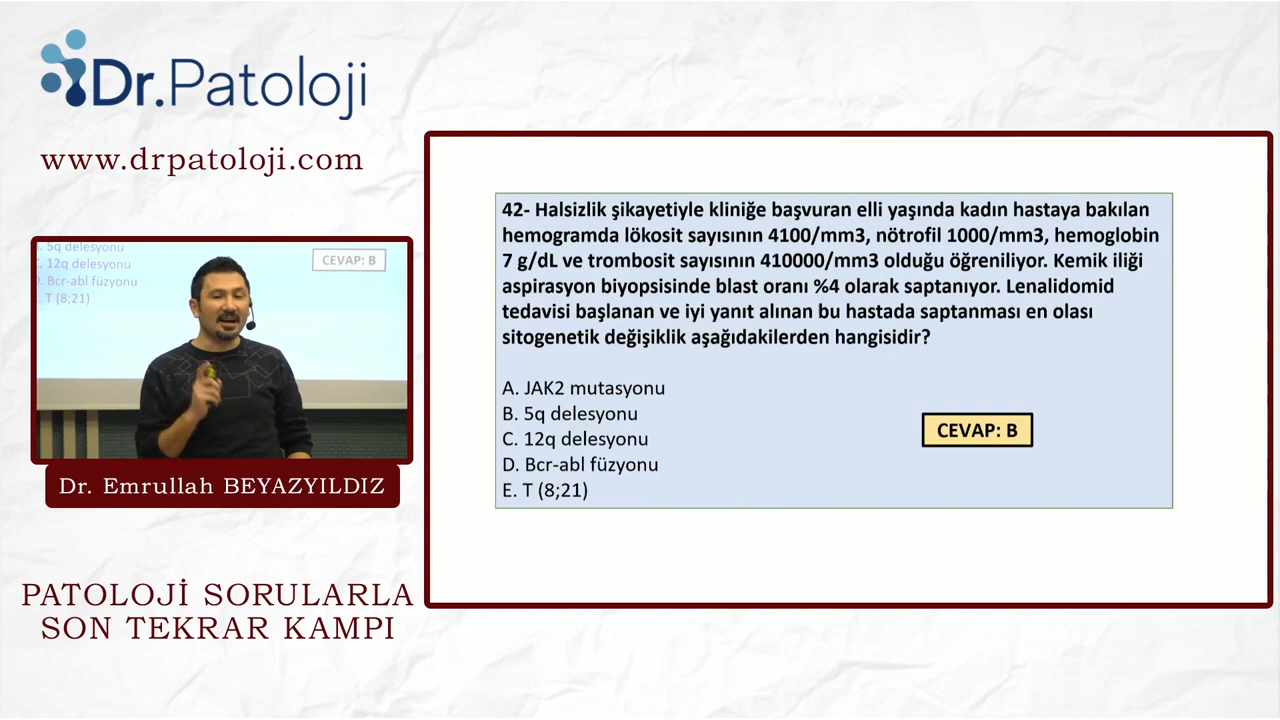 Dr.Patoloji
www.drpatoloji.com
5q delesyonu
12q delesyonu
Bcr-abl füzyonu
T (8;21)
CEVAP: B
Dr. Emrullah BEYAZYILDIZ
PATOLOJİ SORULARLA
SON TEKRAR KAMPI
42- Halsizlik şikayetiyle kliniğe başvuran elli yaşında kadın hastaya bakılan
hemogramda lökosit sayısının 4100/mm3, nötrofil 1000/mm3, hemoglobin
7 g/dL ve trombosit sayısının 410000/mm3 olduğu öğreniliyor. Kemik iliği
aspirasyon biyopsisinde blast oranı %4 olarak saptanıyor. Lenalidomid
tedavisi başlanan ve iyi yanıt alınan bu hastada saptanması en olası
sitogenetik değişiklik aşağıdakilerden hangisidir?
A. JAK2 mutasyonu
B. 5q delesyonu
C. 12q delesyonu
D. Bcr-abl füzyonu
E. T (8;21)
CEVAP: B